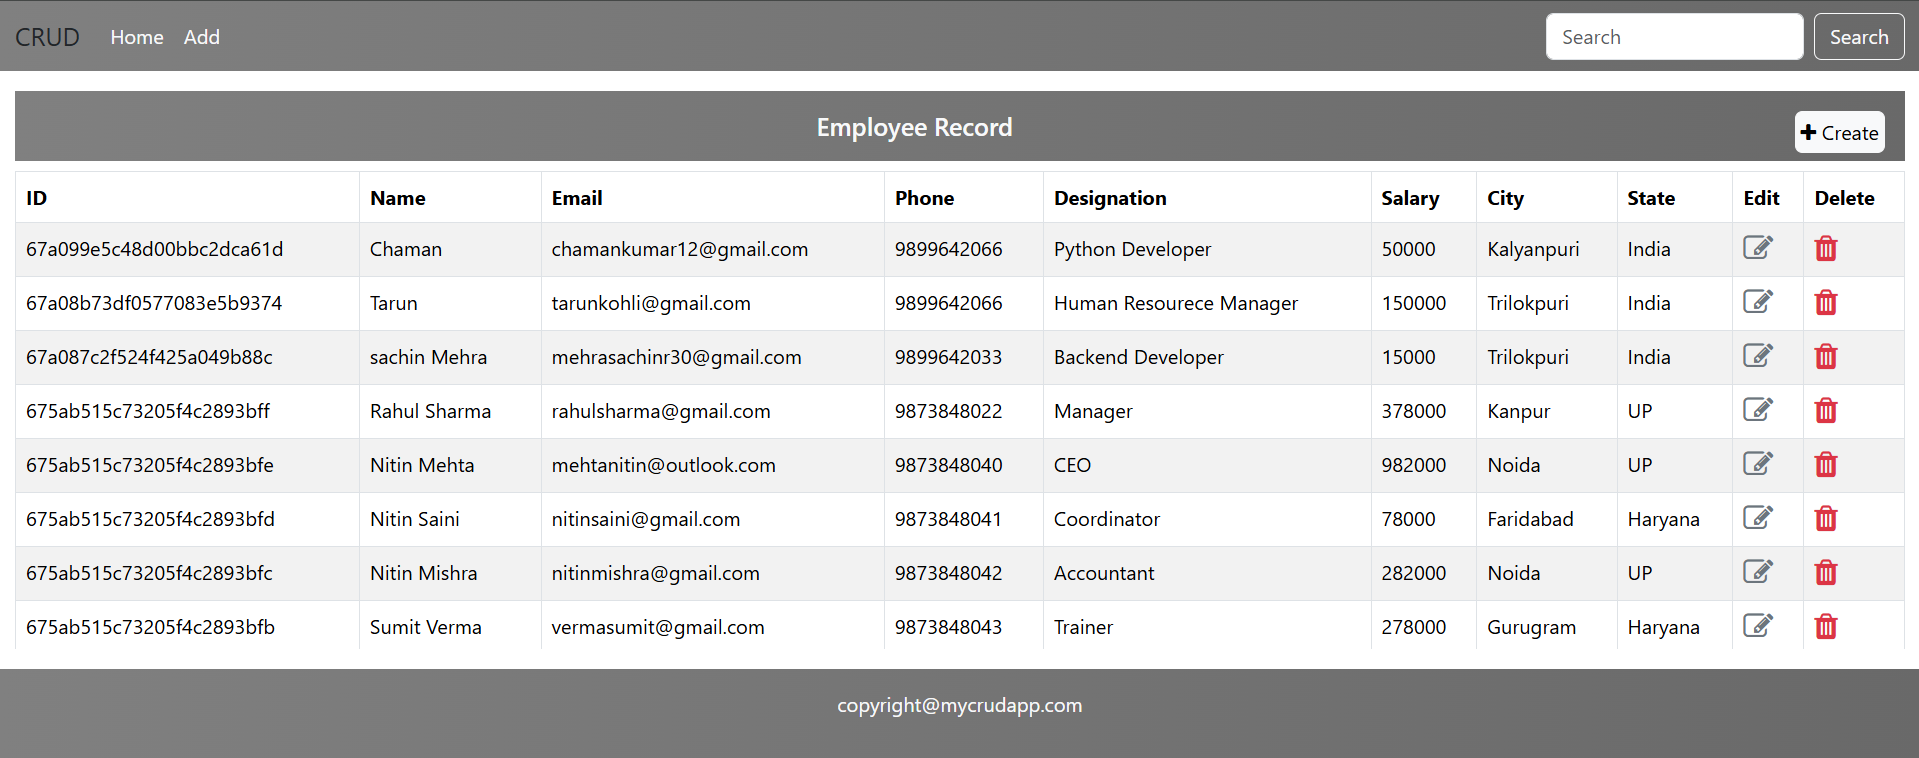 CRUD Home Add Search Search
Employee Record
Create
ID Name Email Phone Designation Salary City State Edit Delete
67a099e5c48d00bbc2dca61d Chaman chamankumar12@gmail.com 9899642066 Python Developer 50000 Kalyanpuri India
67a08b73df0577083e5b9374 Tarun tarunkohli@gmail.com 9899642066 Human Resourece Manager 150000 Trilokpuri India
67a087c2f524f425a049b88c sachin Mehra mehrasachinr30@gmail.com 9899642033 Backend Developer 15000 Trilokpuri India
675ab515c73205f4c2893bff Rahul Sharma rahulsharma@gmail.com 9873848022 Manager 378000 Kanpur UP
675ab515c73205f4c2893bfe Nitin Mehta mehtanitin@outlook.com 9873848040 CEO 982000 Noida UP
675ab515c73205f4c2893bfd Nitin Saini nitinsaini@gmail.com 9873848041 Coordinator 78000 Faridabad Haryana
675ab515c73205f4c2893bfc Nitin Mishra nitinmishra@gmail.com 9873848042 Accountant 282000 Noida UP
675ab515c73205f4c2893bfb Sumit Verma vermasumit@gmail.com 9873848043 Trainer 278000 Gurugram Haryana
copyright@mycrudapp.com